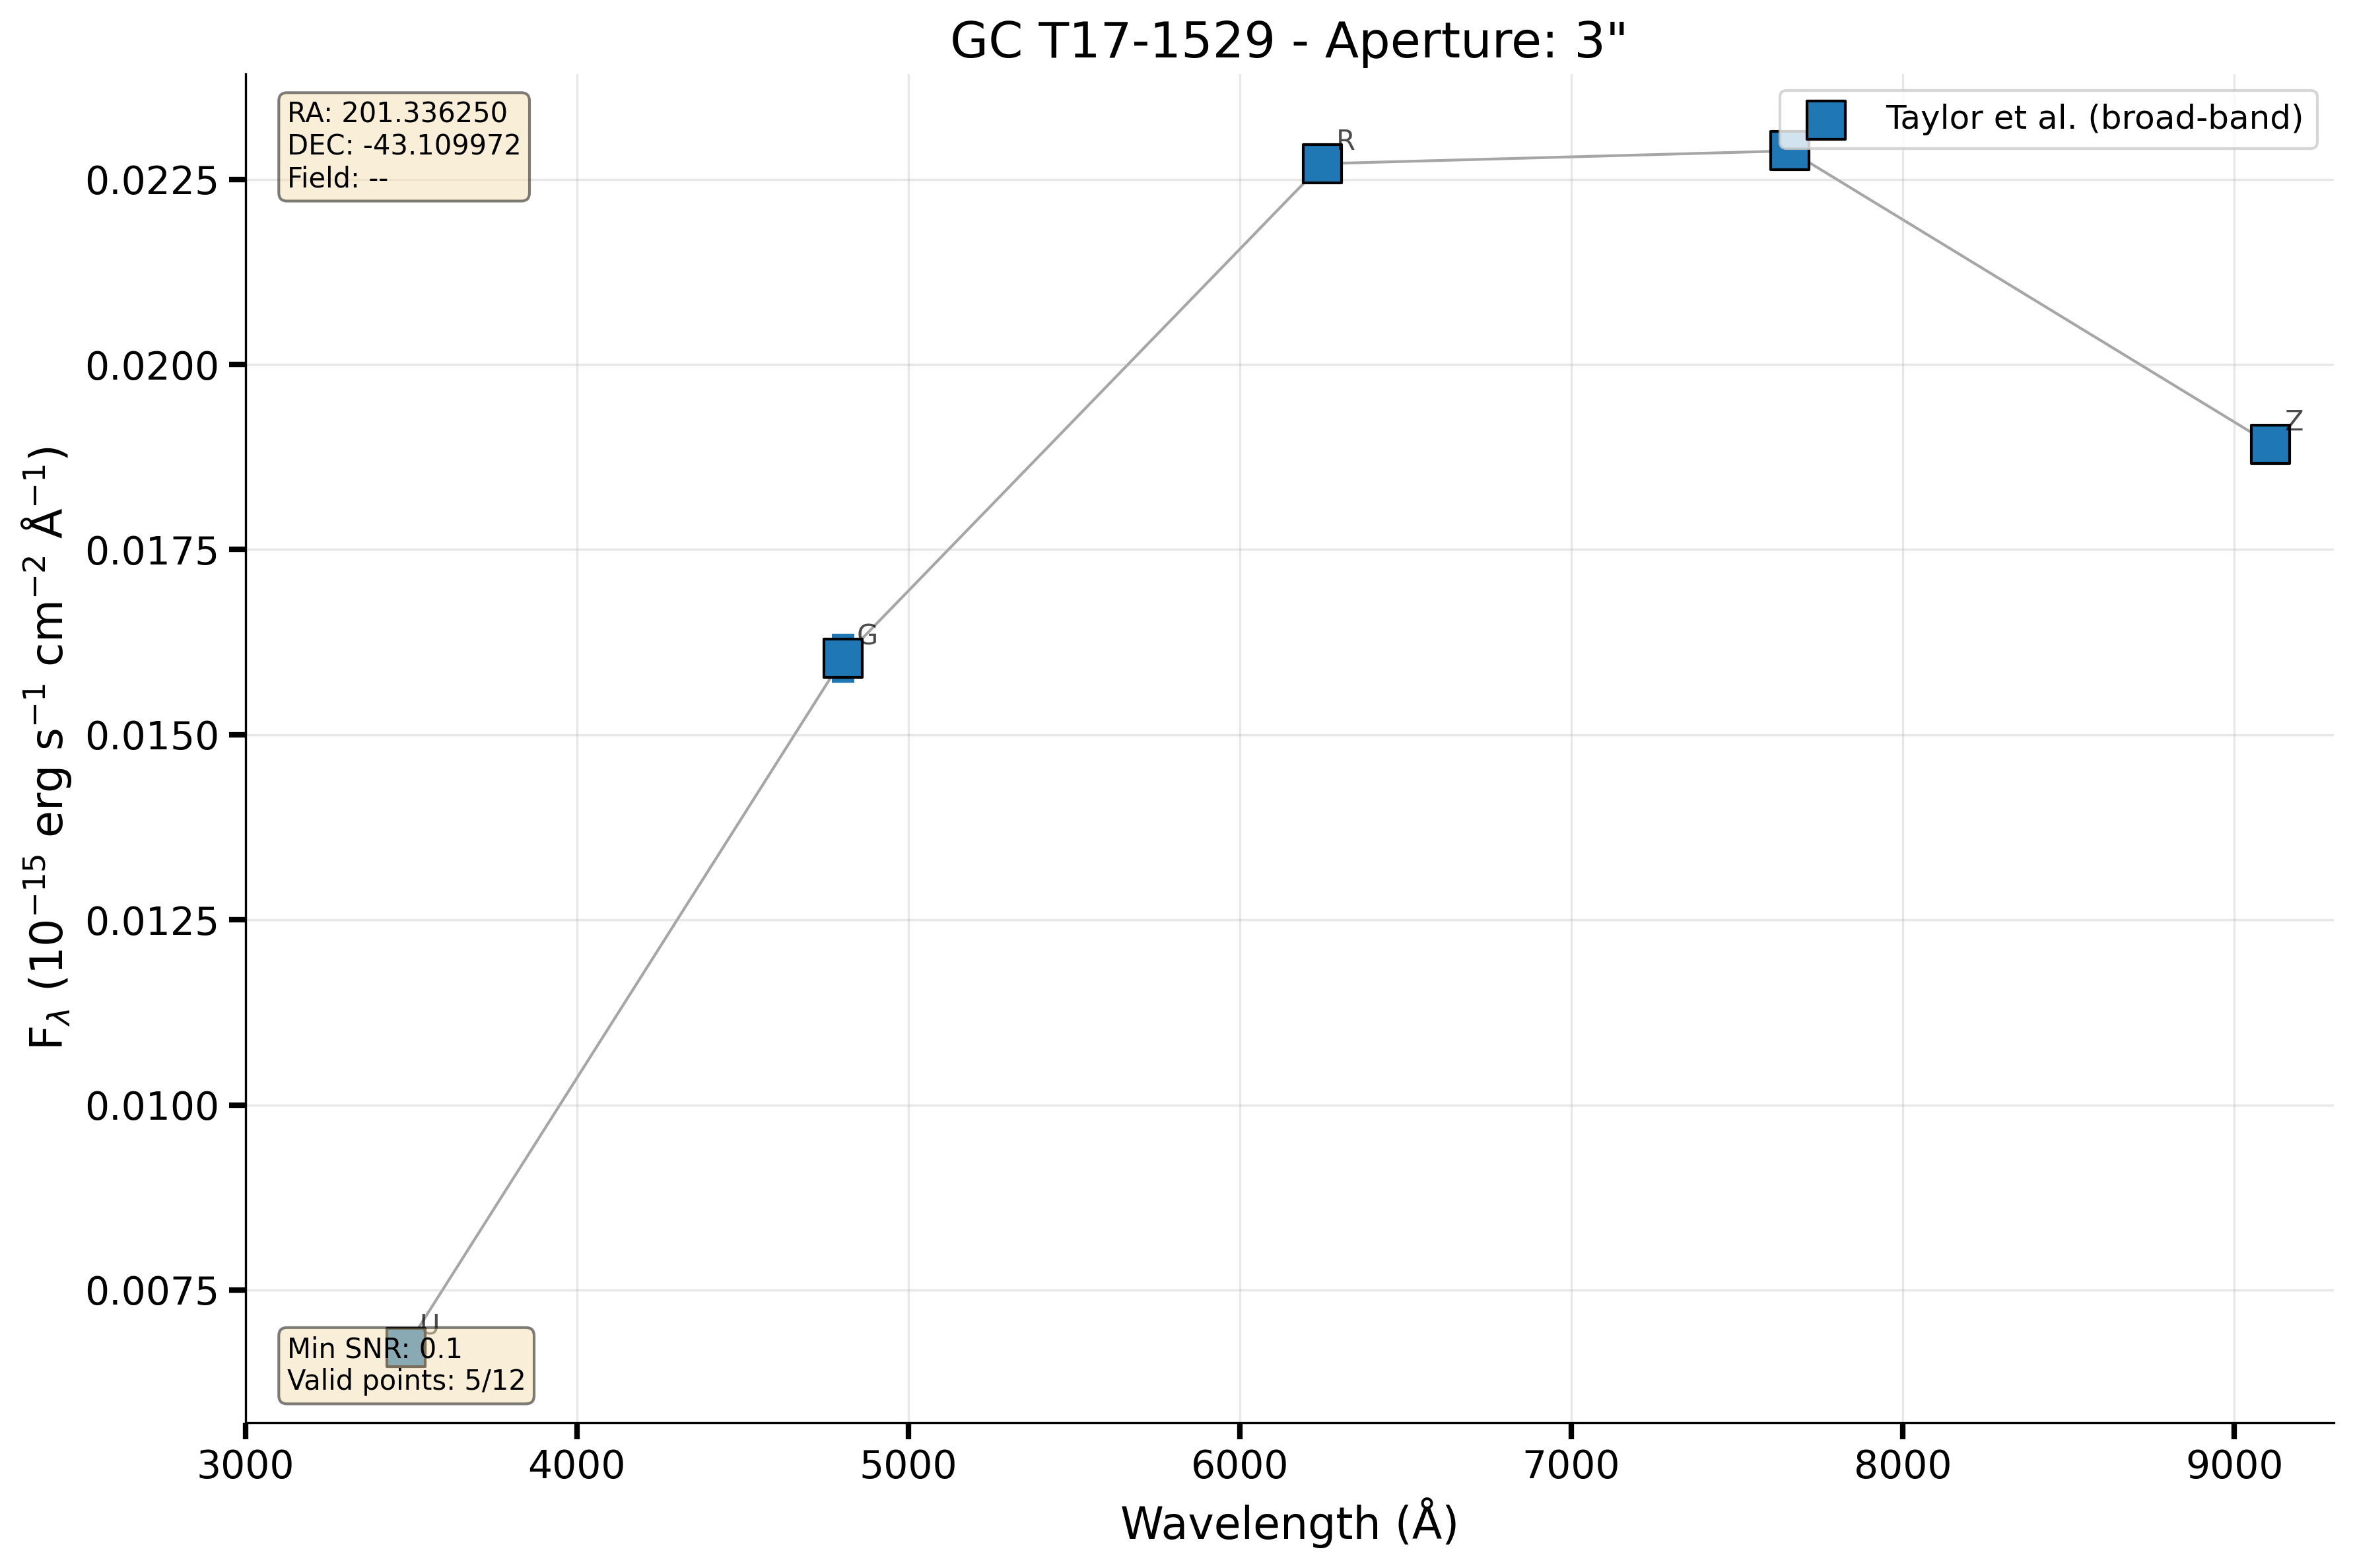 GC T17-1529 - Aperture: 3"
RA: 201.336250
DEC: -43.109972
Field: --
Taylor et al. (broad-band)
R
G
Z
U
Min SNR: 0.1
Valid points: 5/12
F_λ (10⁻¹⁵ erg s⁻¹ cm⁻² Å⁻¹)
0.0225
0.0200
0.0175
0.0150
0.0125
0.0100
0.0075
3000 4000 5000 6000 7000 8000 9000
Wavelength (Å)